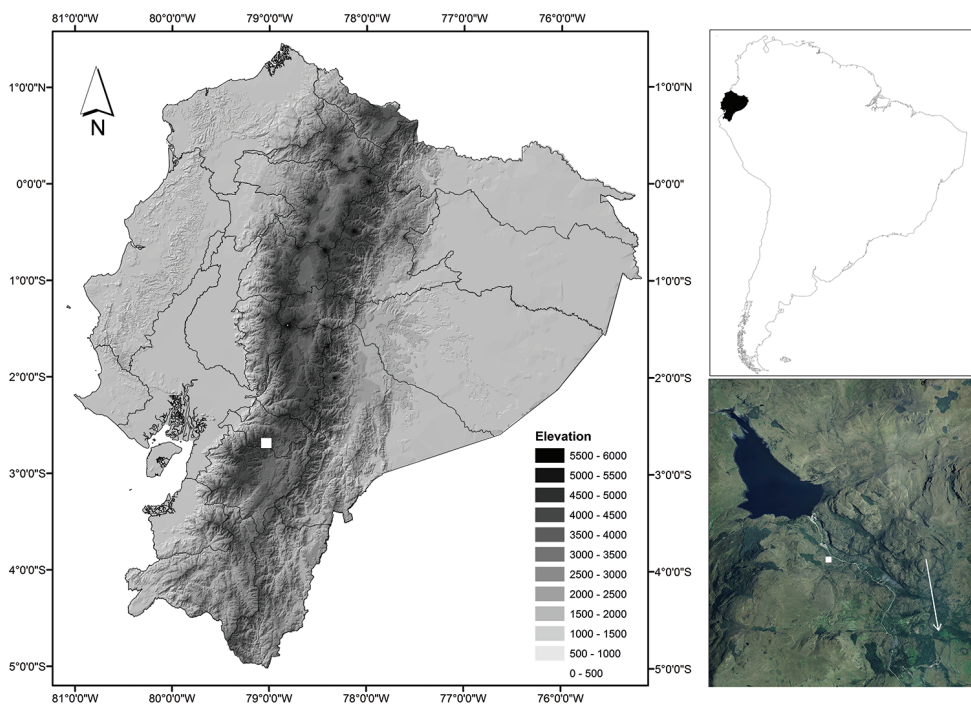 81°0'0"W 80°0'0"W 79°0'0"W 78°0'0"W 77°0'0"W 76°0'0"W
1°0'0"N 1°0'0"N
N
0°0'0" 0°0'0"
1°0'0"S 1°0'0"S
2°0'0"S 2°0'0"S
3°0'0"S 3°0'0"S
4°0'0"S 4°0'0"S
5°0'0"S 5°0'0"S
Elevation
5500 - 6000
5000 - 5500
4500 - 5000
4000 - 4500
3500 - 4000
3000 - 3500
2500 - 3000
2000 - 2500
1500 - 2000
1000 - 1500
500 - 1000
0 - 500
81°0'0"W 80°0'0"W 79°0'0"W 78°0'0"W 77°0'0"W 76°0'0"W